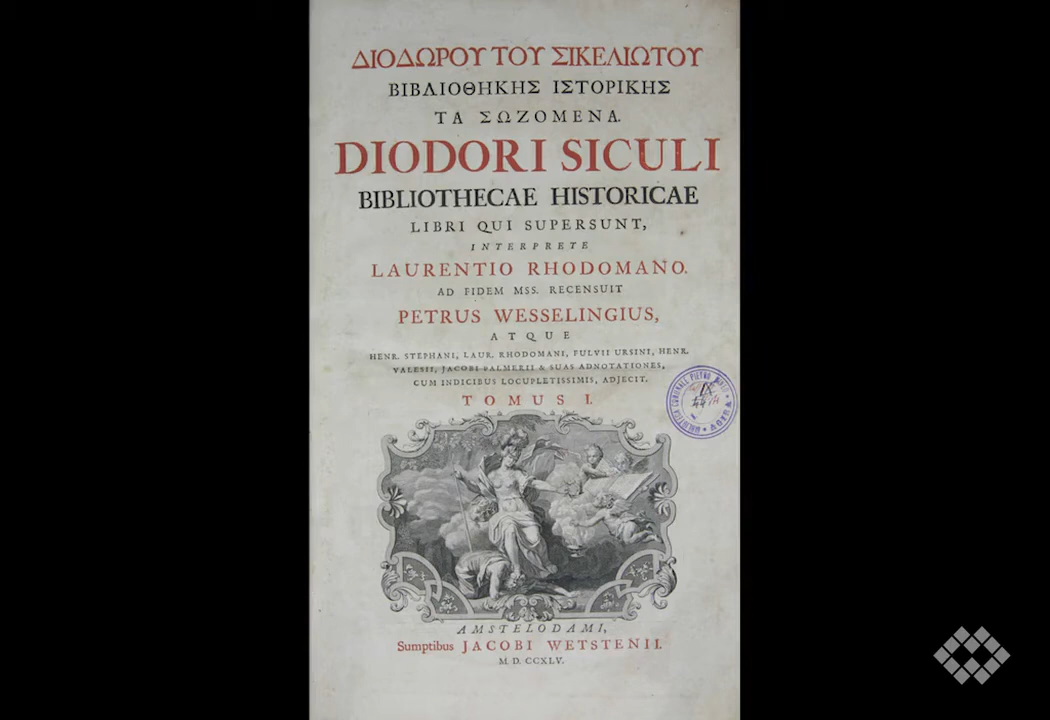 ΔΙΟΔΩΡΟΥ ΤΟΥ ΣΙΚΕΛΙΩΤΟΥ
ΒΙΒΛΙΟΘΗΚΗΣ ΙΣΤΟΡΙΚΗΣ
ΤΑ ΣΩΖΟΜΕΝΑ.
DIODORI SICULI
BIBLIOTHECAE HISTORICAE
LIBRI QUI SUPERSUNT,
INTERPRETE
LAURENTIO RHODOMANO.
AD FIDEM MSS. RECENSUIT
PETRUS WESSELINGIUS,
ATQUE
HENR. STEPHANI, LAUR. RHODOMANI, FULVII URSINI, HENR.
VALESII, JACOBI PALMERII & SUAS ADNOTATIONES,
CUM INDICIBUS LOCUPLETISSIMIS, ADJECIT.
TOMUS I.
AMSTELODAMI,
Sumptibus JACOBI WETSTENII.
M. D. CCXLV.